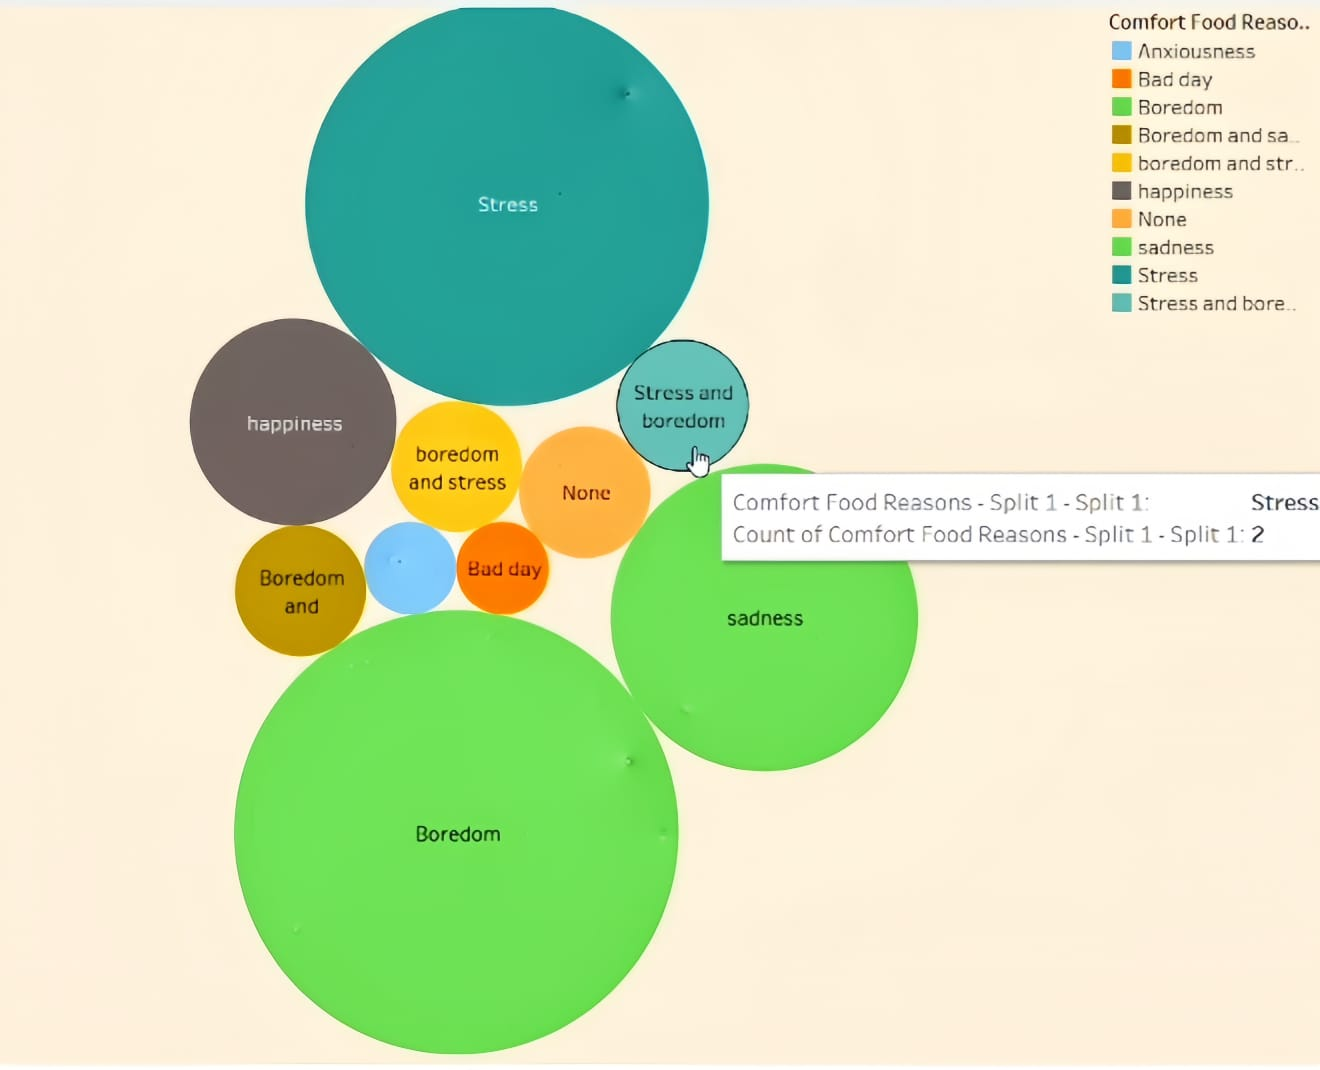 Comfort Food Reaso..
Anxiousness
Bad day
Boredom
Boredom and sa..
boredom and str..
happiness
None
sadness
Stress
Stress and bore..
Stress
Stress and
boredom
happiness
boredom
and stress
None
Comfort Food Reasons - Split 1 - Split 1: Stress
Count of Comfort Food Reasons - Split 1 - Split 1: 2
Bad day
Boredom
and
sadness
Boredom